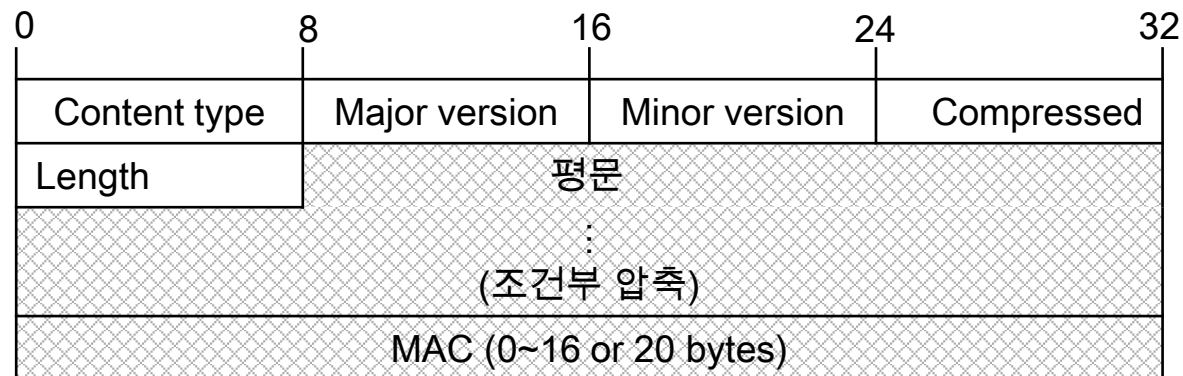 0 8 16 24 32
Content type Major version Minor version Compressed
Length 평문
⋮
(조건부 압축)
MAC (0~16 or 20 bytes)